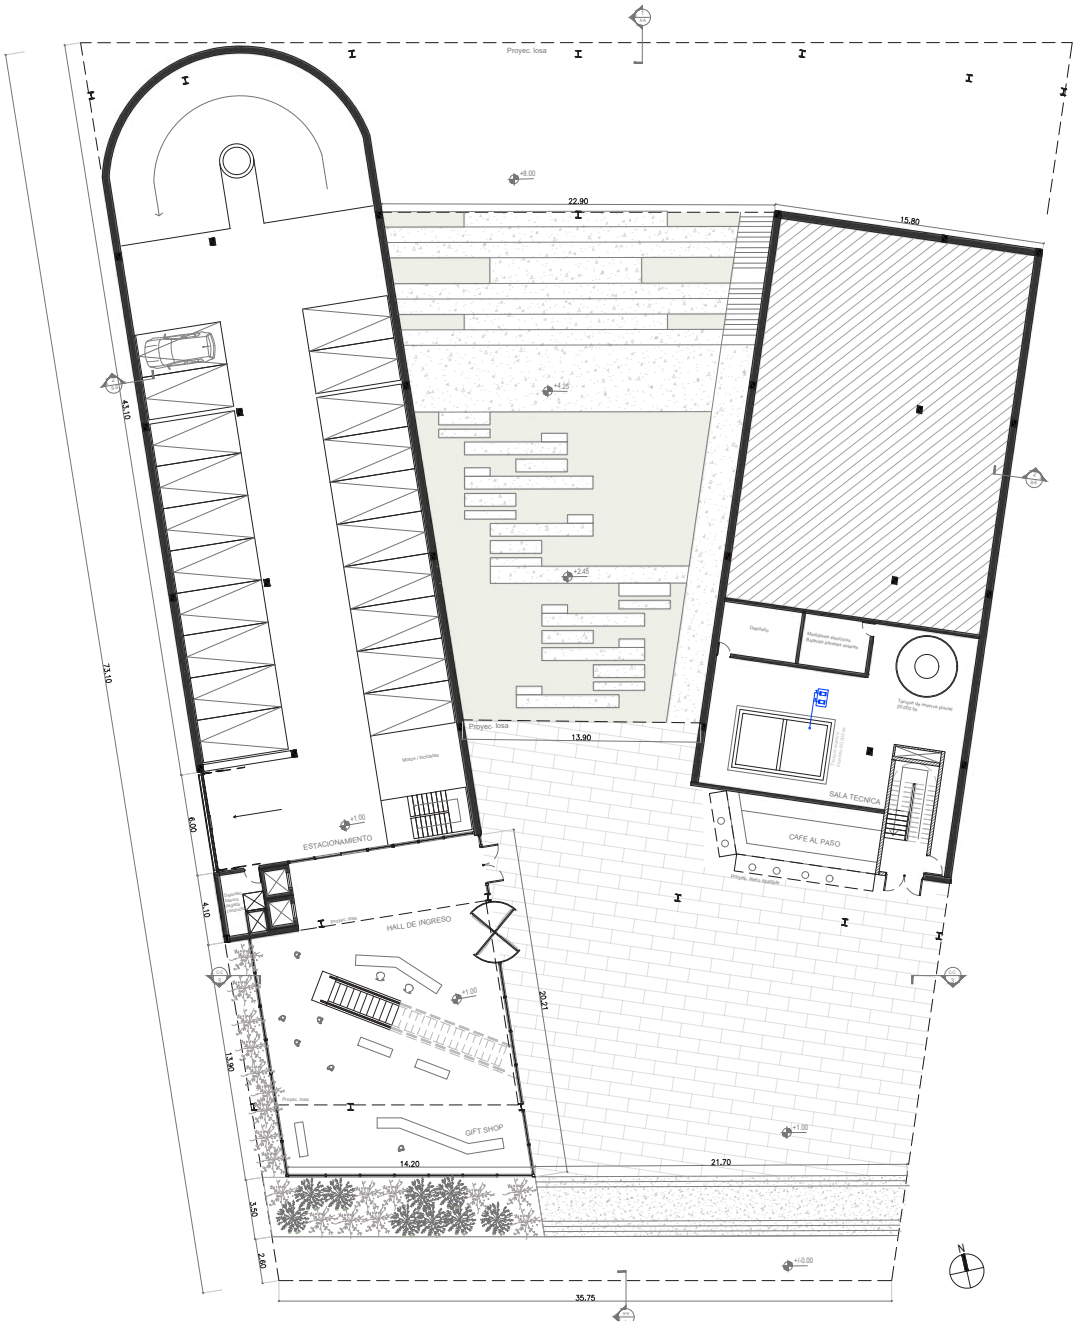 Proyec. losa
+8.00
22.90
15.80
+4.25
43.10
+2.45
73.10
Deposito
Proyec. losa
13.90
Motos / bicicletas
SALA TECNICA
+1.00
6.00
ESTACIONAMIENTO
CAFE AL PASO
4.10
Proyec. losa
HALL DE INGRESO
+1.00
20.21
13.90
Proyec. losa
GIFT SHOP
+1.00
14.20
21.70
3.50
2.60
+/-0.00
N
35.75